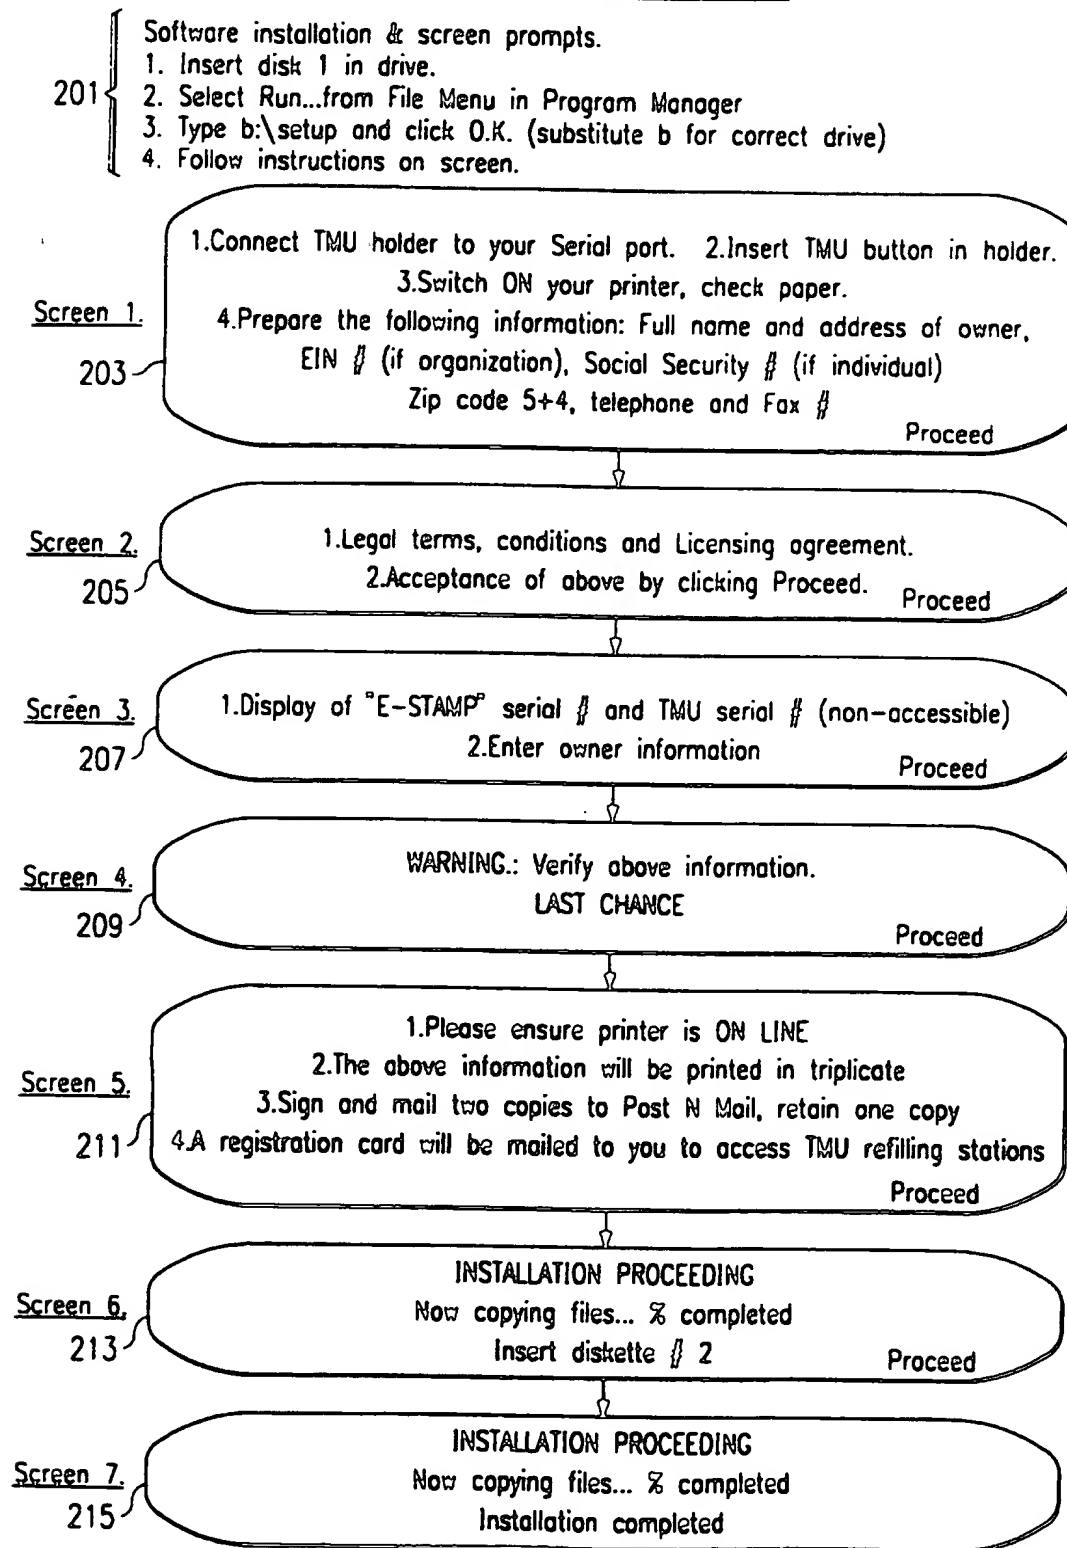 Software installation & screen prompts.
201
1. Insert disk 1 in drive.
2. Select Run...from File Menu in Program Manager
3. Type b:\setup and click O.K. (substitute b for correct drive)
4. Follow instructions on screen.
Screen 1.
203
1.Connect TMU holder to your Serial port. 2.Insert TMU button in holder.
3.Switch ON your printer, check paper.
4.Prepare the following information: Full name and address of owner,
EIN # (if organization), Social Security # (if individual)
Zip code 5+4, telephone and Fax #
Proceed
Screen 2.
205
1.Legal terms, conditions and Licensing agreement.
2.Acceptance of above by clicking Proceed.
Proceed
Screen 3.
207
1.Display of "E-STAMP" serial # and TMU serial # (non-accessible)
2.Enter owner information
Proceed
Screen 4.
209
WARNING.: Verify above information.
LAST CHANCE
Proceed
Screen 5.
211
1.Please ensure printer is ON LINE
2.The above information will be printed in triplicate
3.Sign and mail two copies to Post N Mail, retain one copy
4.A registration card will be mailed to you to access TMU refilling stations
Proceed
Screen 6.
213
INSTALLATION PROCEEDING
Now copying files... % completed
Insert diskette # 2
Proceed
Screen 7.
215
INSTALLATION PROCEEDING
Now copying files... % completed
Installation completed